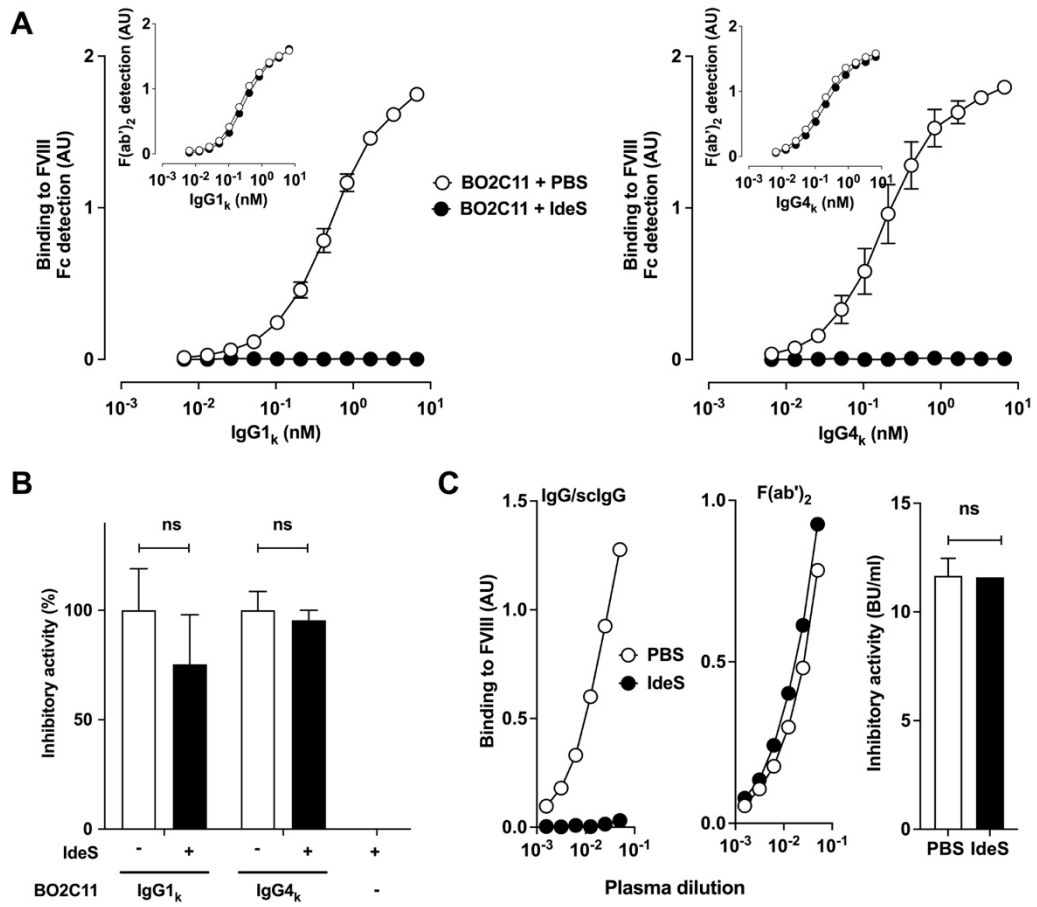 A
Binding to FVIII
Fc detection (AU)
2
1
0
10-3 10-2 10-1 100 101
IgG1k (nM)
F(ab')2 detection (AU)
2
1
0
10-3 10-2 10-1 100 101
IgG1k (nM)
BO2C11 + PBS
BO2C11 + IdeS
Binding to FVIII
Fc detection (AU)
2
1
0
10-3 10-2 10-1 100 101
IgG4k (nM)
F(ab')2 detection (AU)
2
1
0
10-3 10-2 10-1 100 101
IgG4k (nM)
B
Inhibitory activity (%)
100
50
0
ns ns
IdeS - + - + +
BO2C11 IgG1k IgG4k -
C
IgG/scIgG
Binding to FVIII (AU)
1.5
1.0
0.5
0.0
10-3 10-2 10-1
PBS
IdeS
F(ab')2
1.0
0.5
0.0
10-3 10-2 10-1
Plasma dilution
Inhibitory activity (BU/ml)
15
10
5
0
ns
PBS IdeS